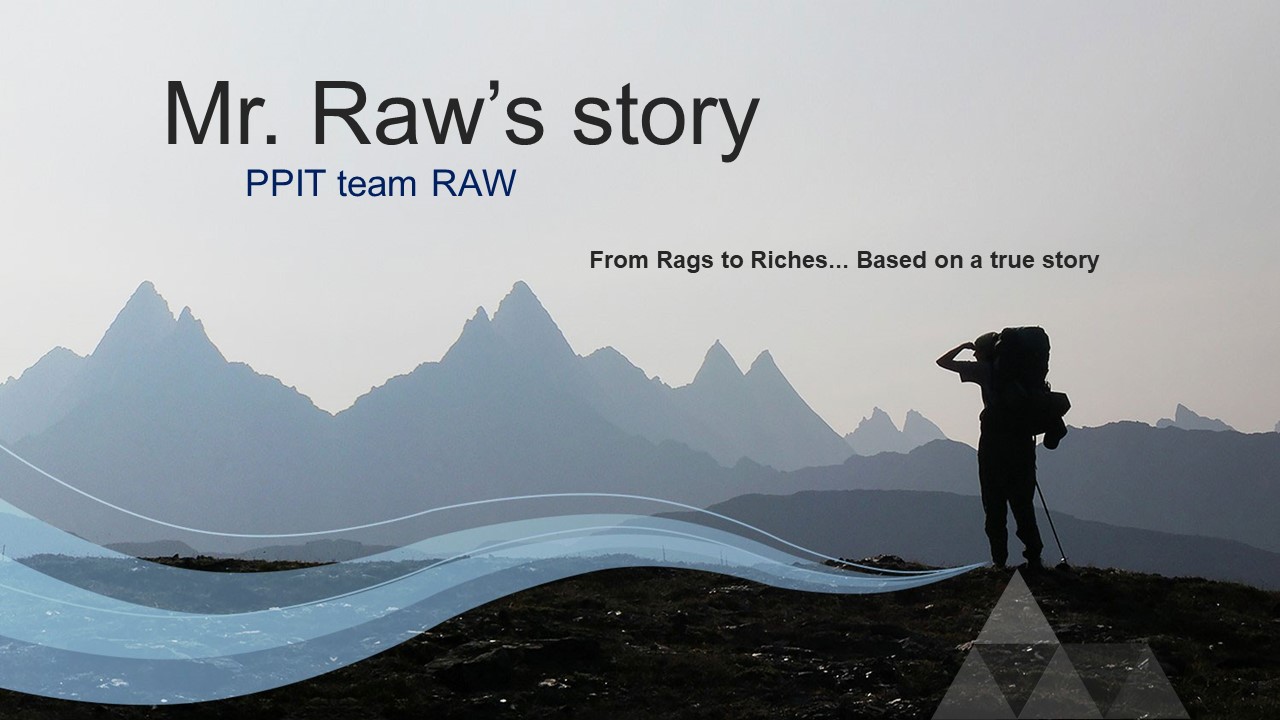 Mr. Raw’s story
PPIT team RAW
From Rags to Riches... Based on a true story